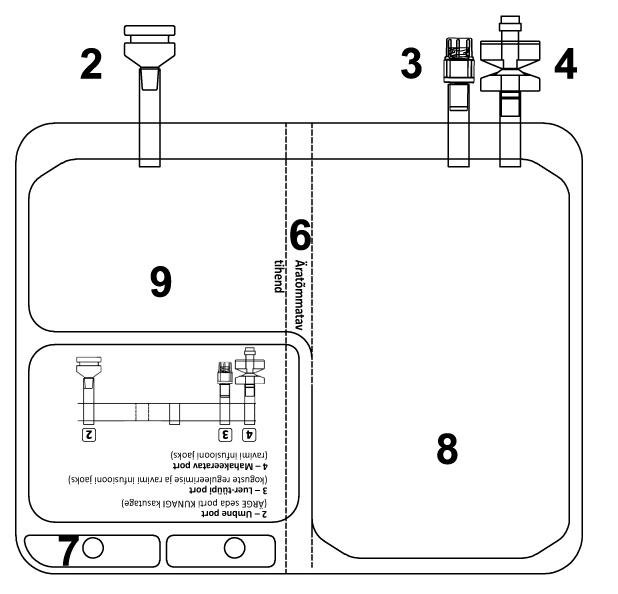 2
3
4
6
Äratõmmatav
tihend
9
8
2 – Umbne port
(ÄRGE seda porti KUNAGI kasutage)
3 – Luer-tüüpi port
(koguste reguleerimise ja ravimi infusiooni jaoks)
4 – Mahakeeratav port
(ravimi infusiooni jaoks)
4 3 2
7